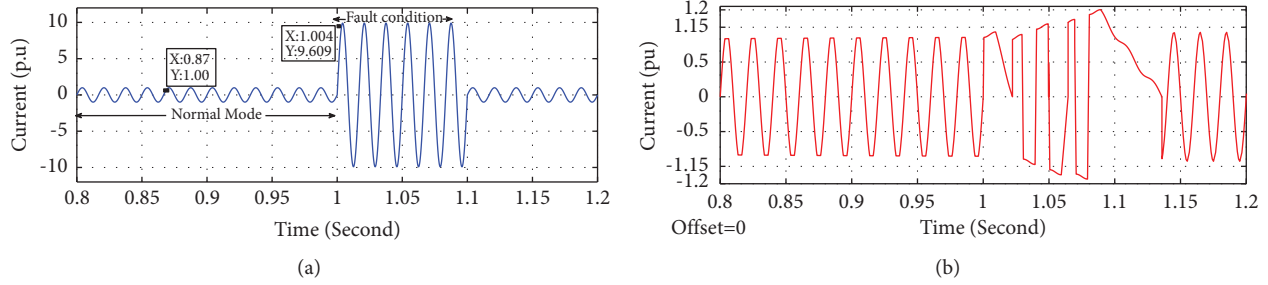 10
5
0
-5
-10
Current (p.u)
Fault condition
X:1.004
Y:9.609
X:0.87
Y:1.00
Normal Mode
0.8 0.85 0.9 0.95 1 1.05 1.1 1.15 1.2
Time (Second)
(a)
1.2
1.15
0.5
0
-0.5
-1.15
-1.2
Current (pu)
0.8 0.85 0.9 0.95 1 1.05 1.1 1.15 1.2
Offset=0
Time (Second)
(b)